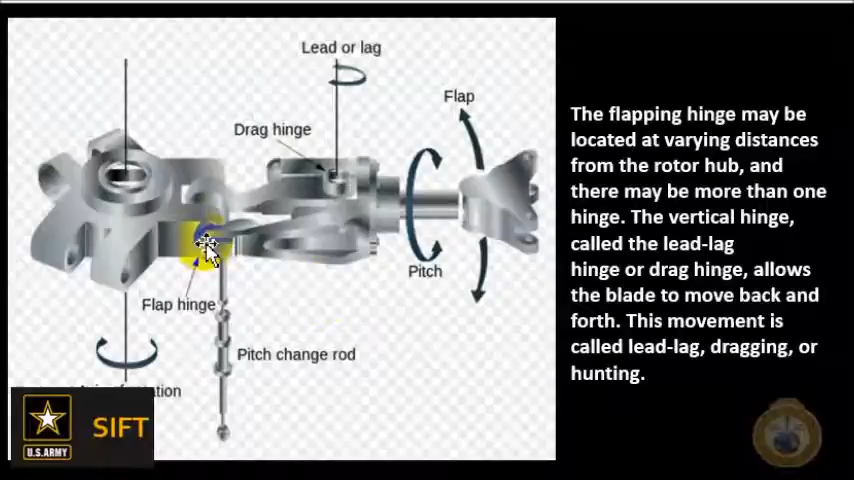 Lead or lag
Flap
Drag hinge
Pitch
Flap hinge
Pitch change rod
U.S.ARMY
SIFT
The flapping hinge may be
located at varying distances
from the rotor hub, and
there may be more than one
hinge. The vertical hinge,
called the lead-lag
hinge or drag hinge, allows
the blade to move back and
forth. This movement is
called lead-lag, dragging, or
hunting.